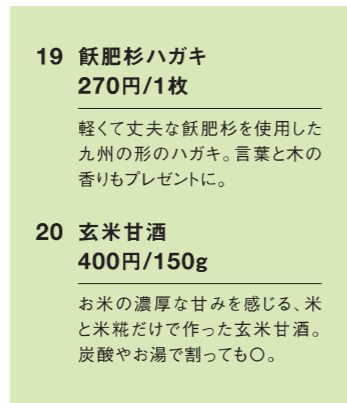 19 飫肥杉ハガキ
270円/1枚
軽くて丈夫な飫肥杉を使用した
九州の形のハガキ。言葉と木の
香りもプレゼントに。
20 玄米甘酒
400円/150g
お米の濃厚な甘みを感じる、米
と米糀だけで作った玄米甘酒。
炭酸やお湯で割っても〇。